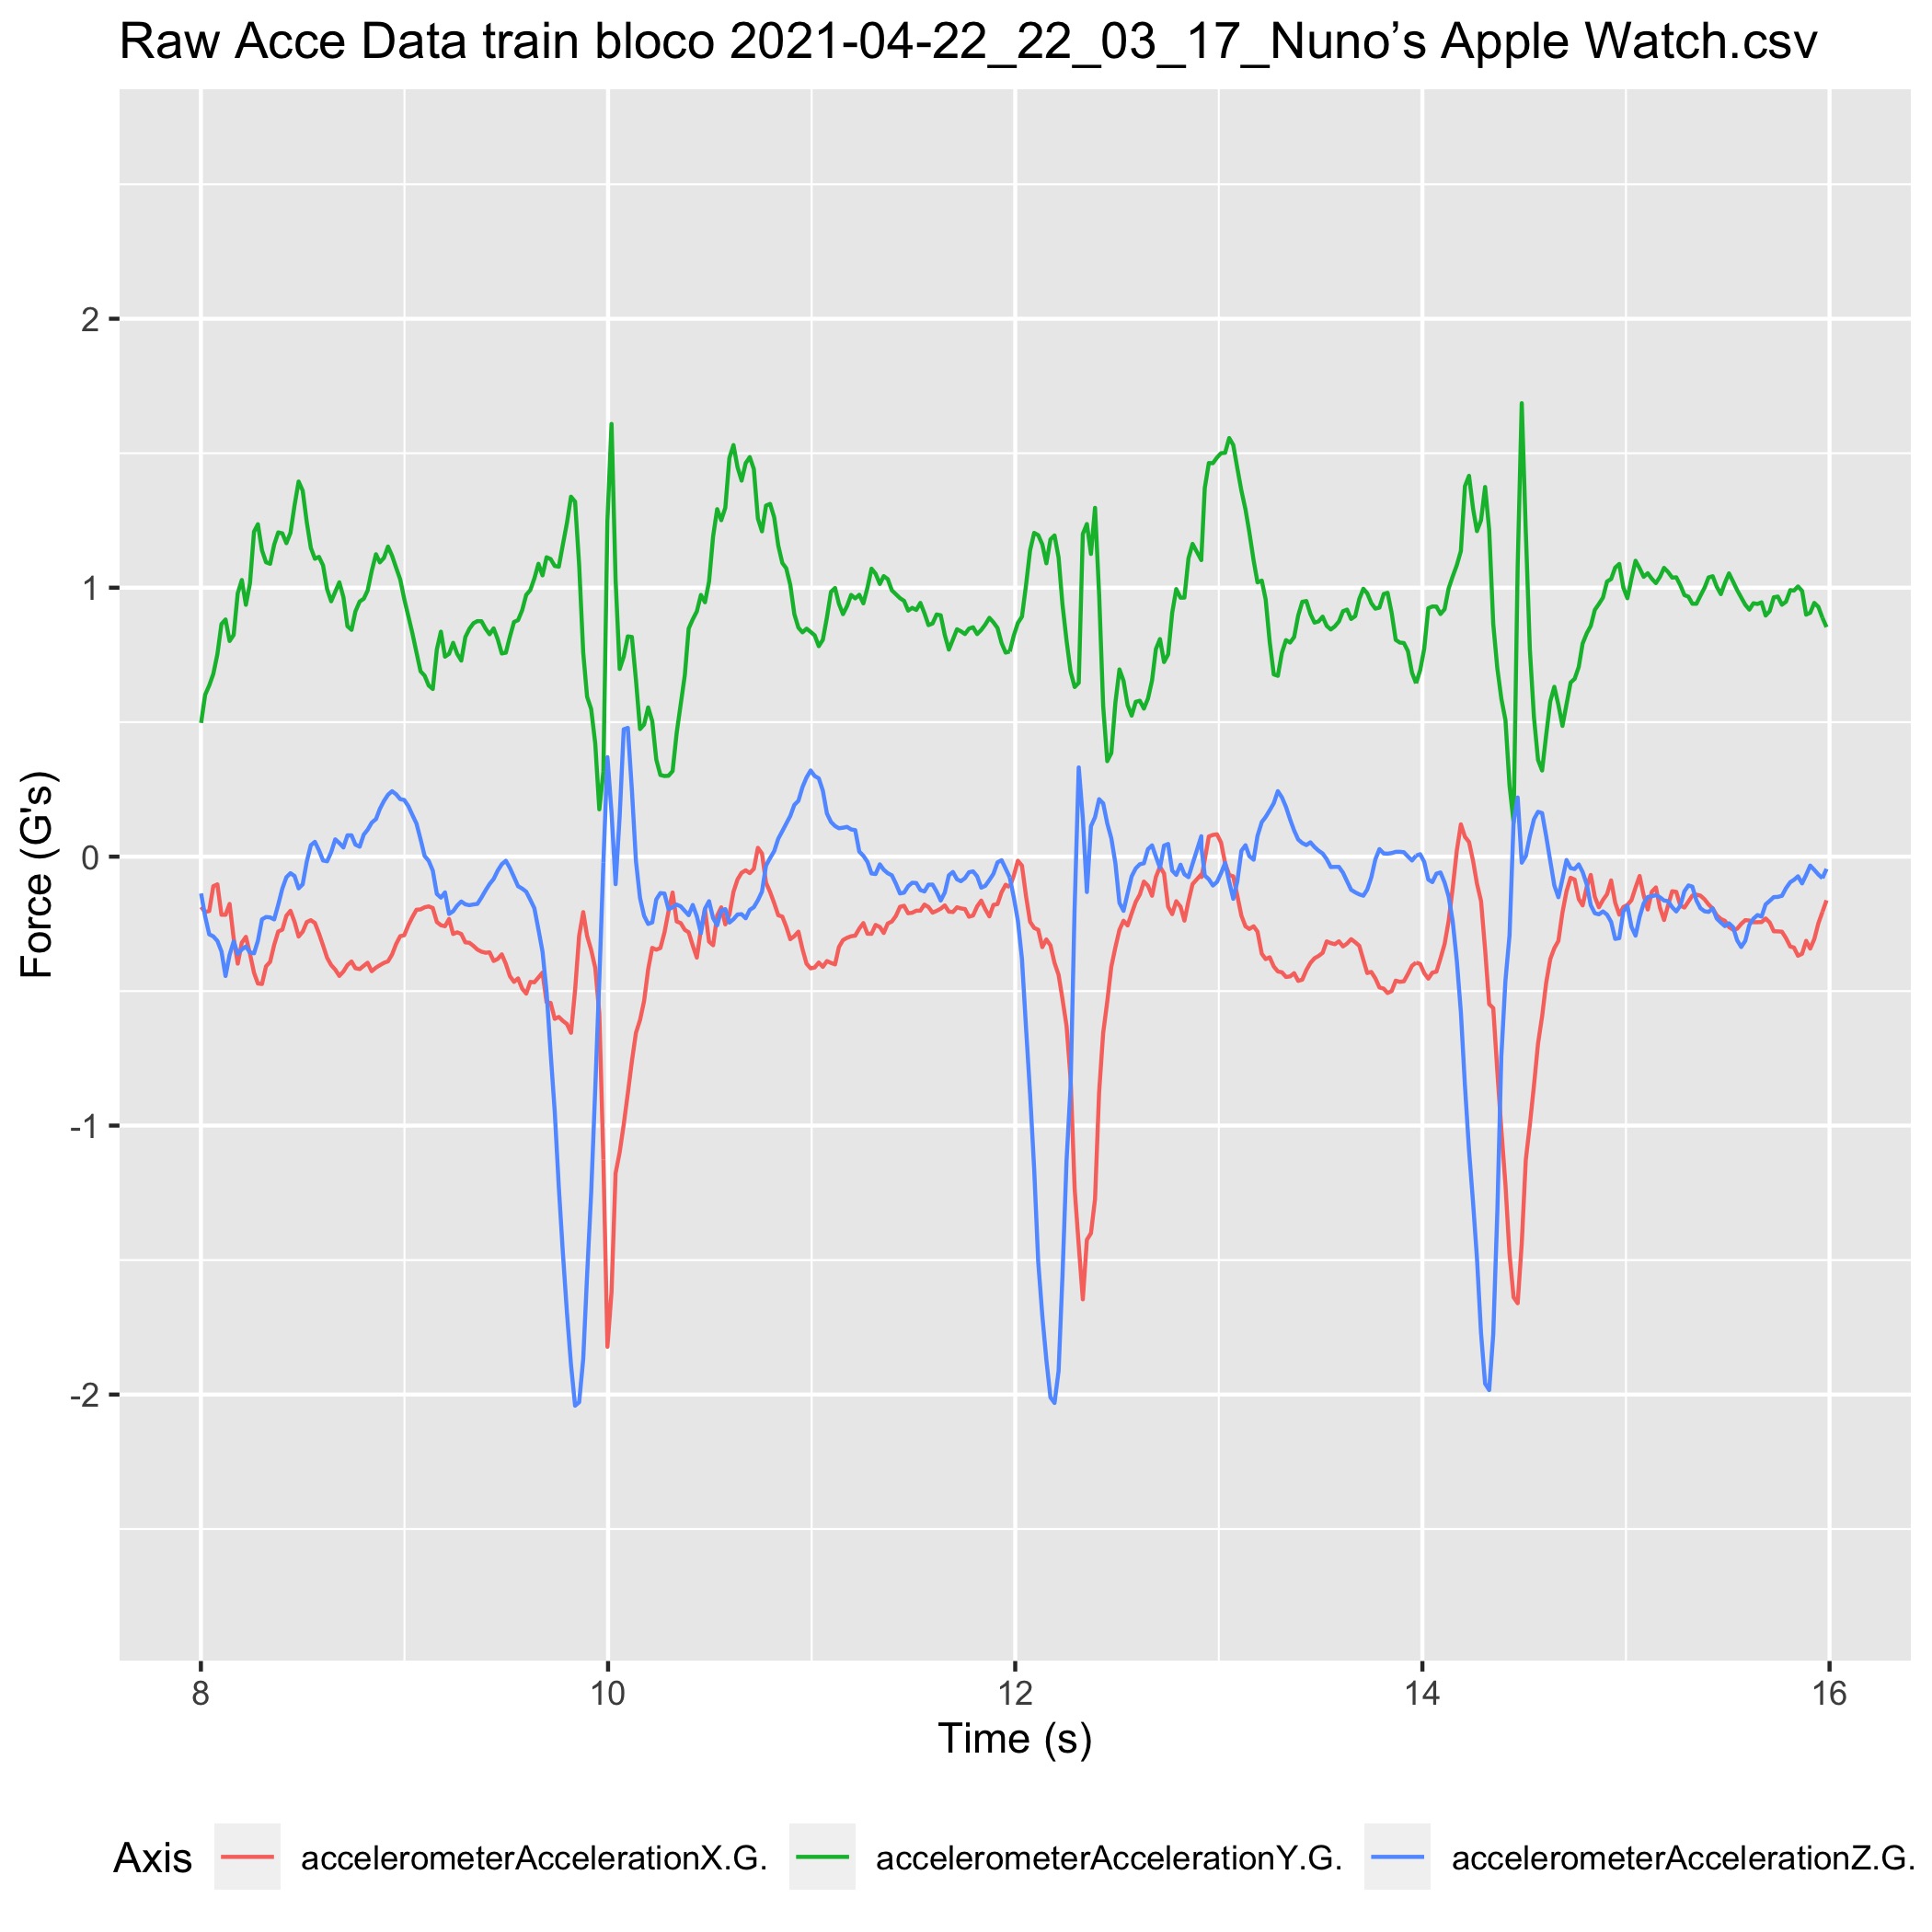 Raw Acce Data train bloco 2021-04-22_22_03_17_Nuno’s Apple Watch.csv
2
1
0
-1
-2
Force (G's)
8 10 12 14 16
Time (s)
Axis accelerometerAccelerationX.G. accelerometerAccelerationY.G. accelerometerAccelerationZ.G.